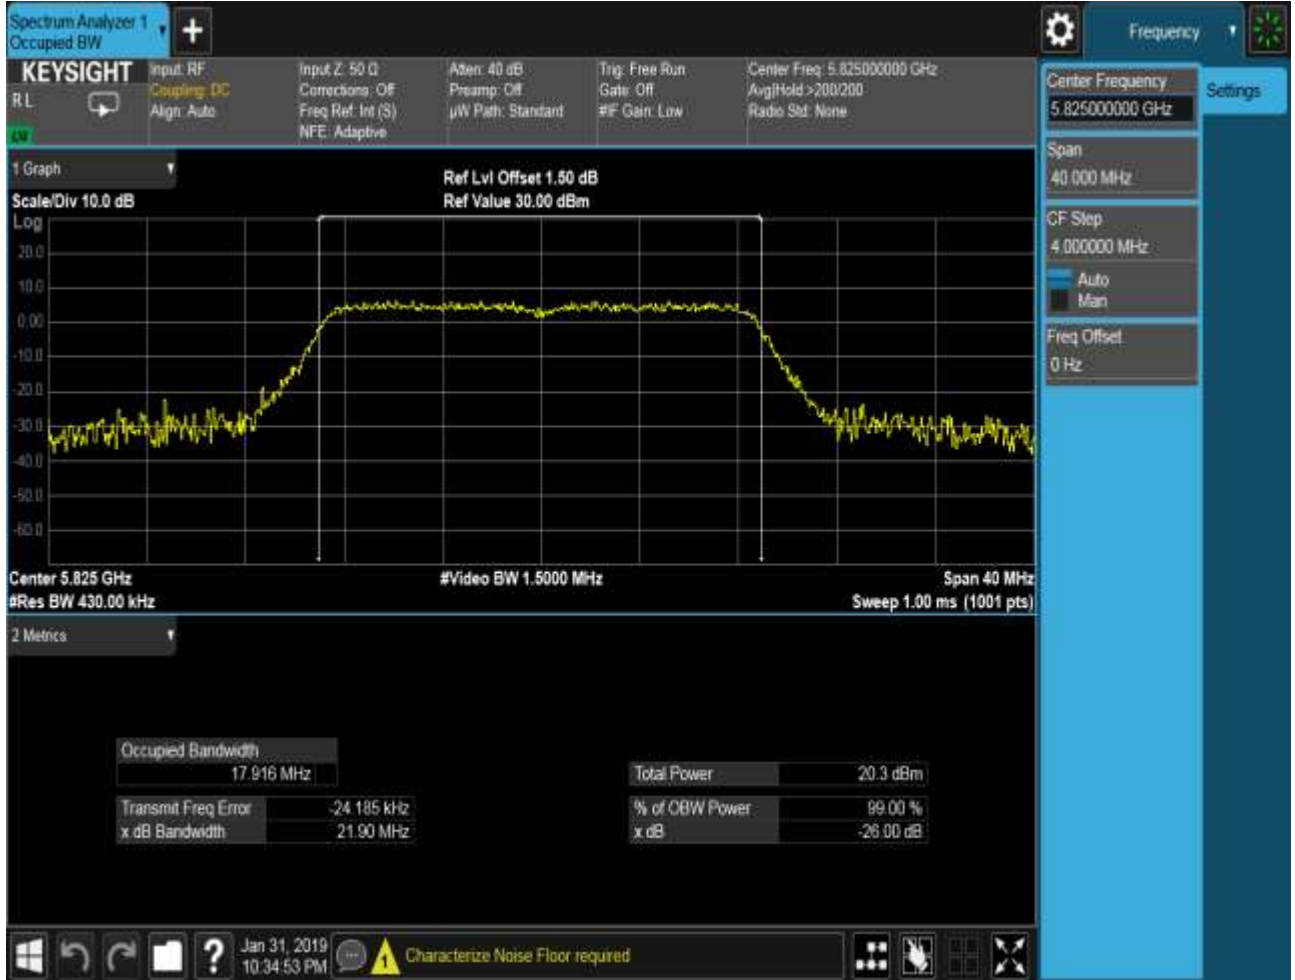 Spectrum Analyzer 1
Occupied BW
+
Frequency
KEYSIGHT
R L
Input: RF
Coupling: DC
Align: Auto
Input Z: 50 Ω
Corrections: Off
Freq Ref: Int (S)
NFE: Adaptive
Atten: 40 dB
Preamp: Off
µW Path: Standard
Trig: Free Run
Gate: Off
#IF Gain: Low
Center Freq: 5.825000000 GHz
Avg|Hold:>200/200
Radio Std: None
Center Frequency
5.825000000 GHz
Settings
Span
40.000 MHz
CF Step
4.000000 MHz
Auto
Man
Freq Offset
0 Hz
1 Graph
Scale/Div 10.0 dB
Ref Lvl Offset 1.50 dB
Ref Value 30.00 dBm
Log
20.0
10.0
0.00
-10.0
-20.0
-30.0
-40.0
-50.0
-60.0
Center 5.825 GHz
#Video BW 1.5000 MHz
Span 40 MHz
#Res BW 430.00 kHz
Sweep 1.00 ms (1001 pts)
2 Metrics
Occupied Bandwidth
17.916 MHz
Total Power 20.3 dBm
Transmit Freq Error -24.185 kHz
% of OBW Power 99.00 %
x dB Bandwidth 21.90 MHz
x dB -26.00 dB
?
Jan 31, 2019
10:34:53 PM
1
Characterize Noise Floor required